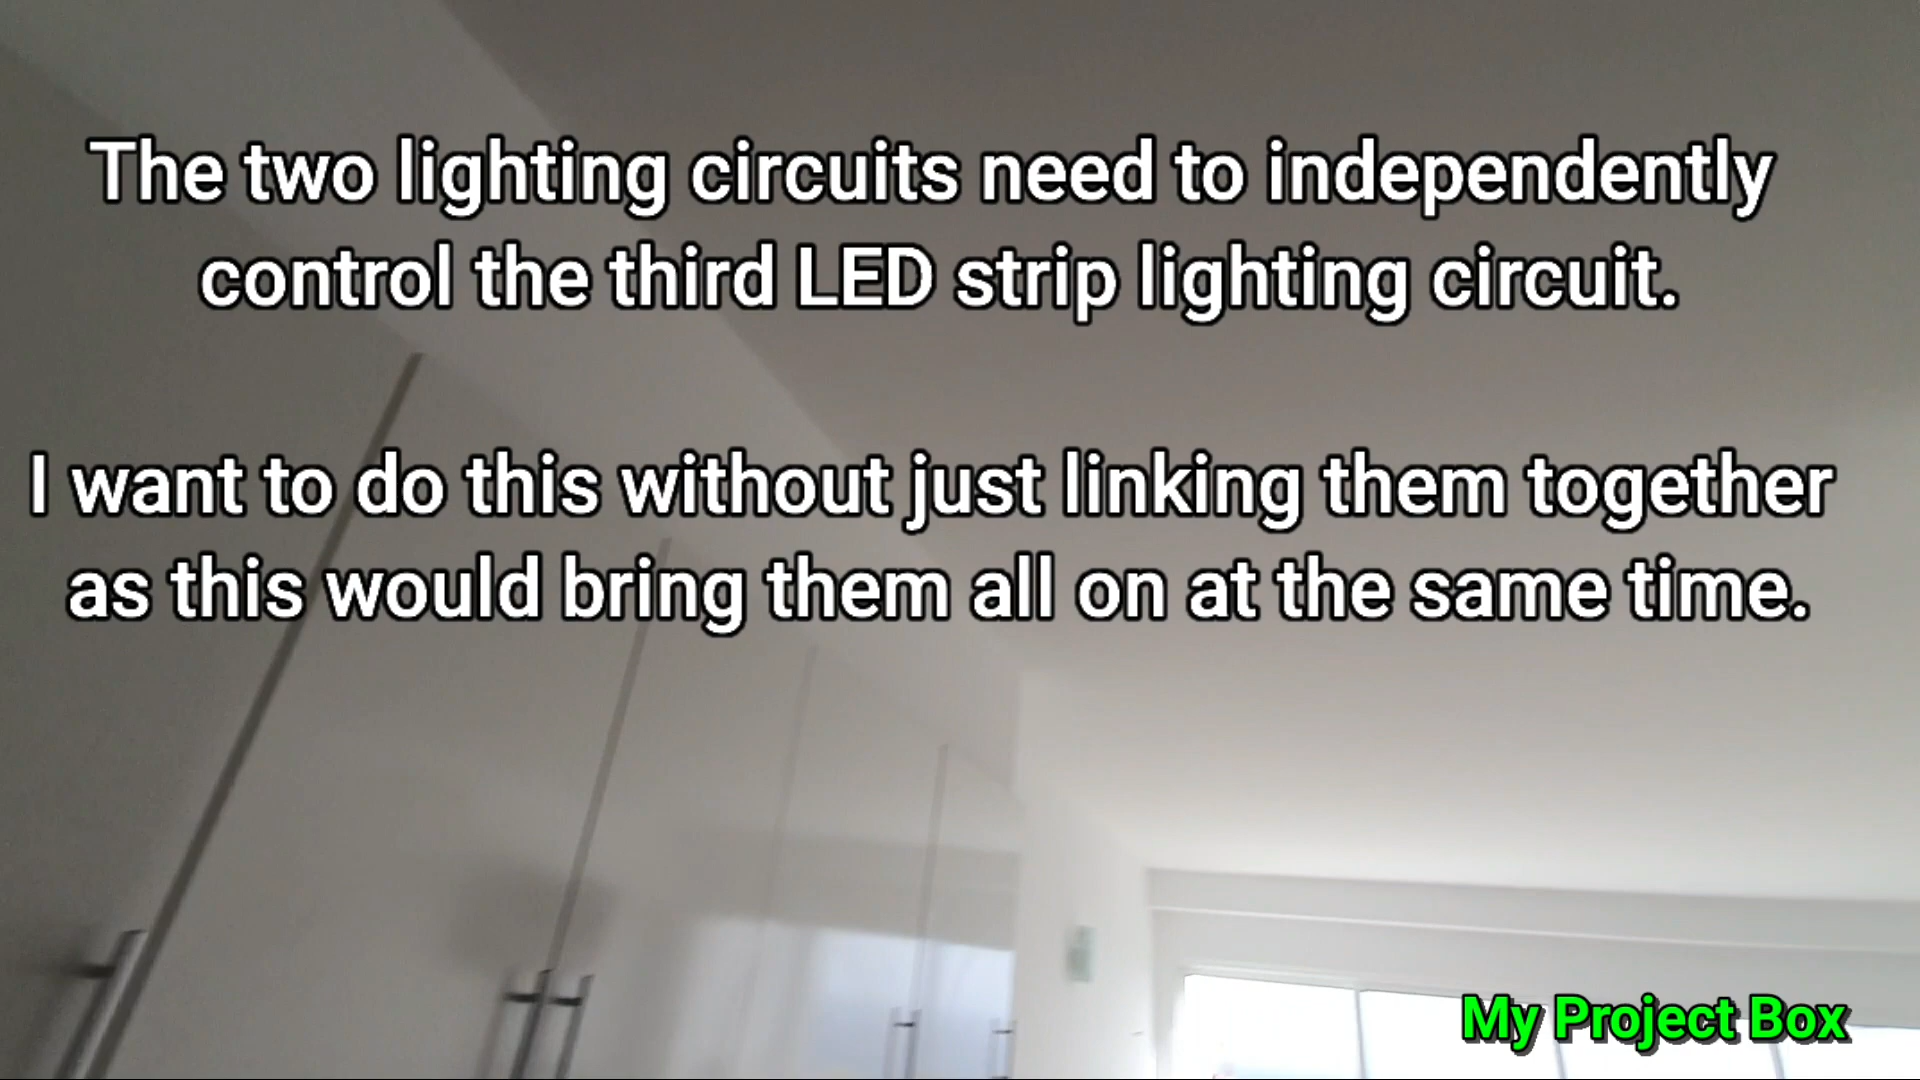 The two lighting circuits need to independently
control the third LED strip lighting circuit.
I want to do this without just linking them together
as this would bring them all on at the same time.
My Project Box